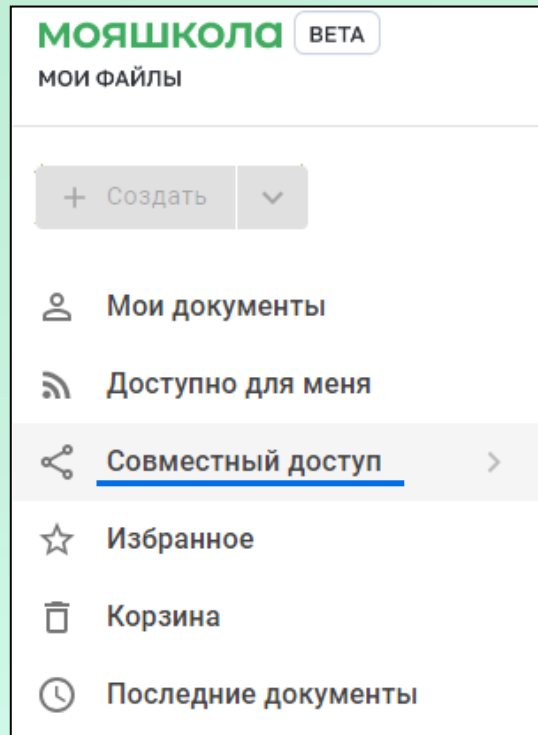 МОЯШКОЛА BETA
МОИ ФАЙЛЫ
+ Создать
Мои документы
Доступно для меня
Совместный доступ
Избранное
Корзина
Последние документы